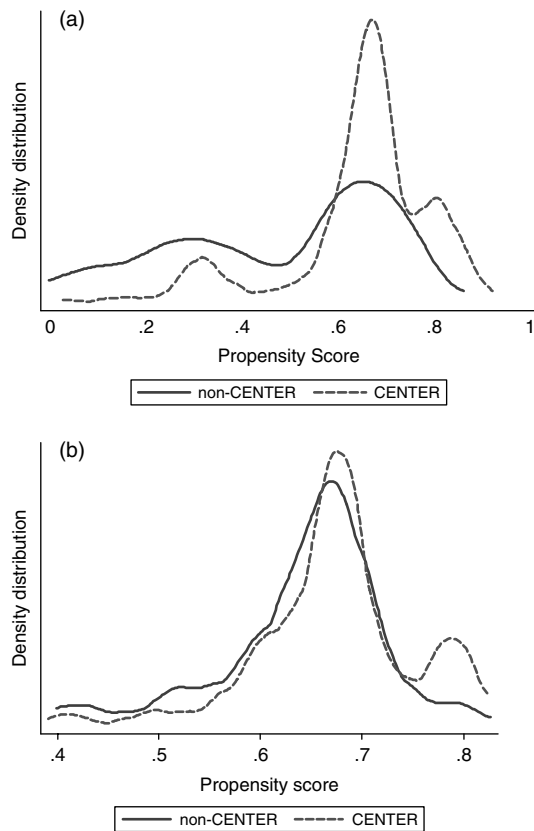 (a)
Density distribution
0 .2 .4 .6 .8 1
Propensity Score
non-CENTER CENTER
(b)
Density distribution
.4 .5 .6 .7 .8
Propensity score
non-CENTER CENTER